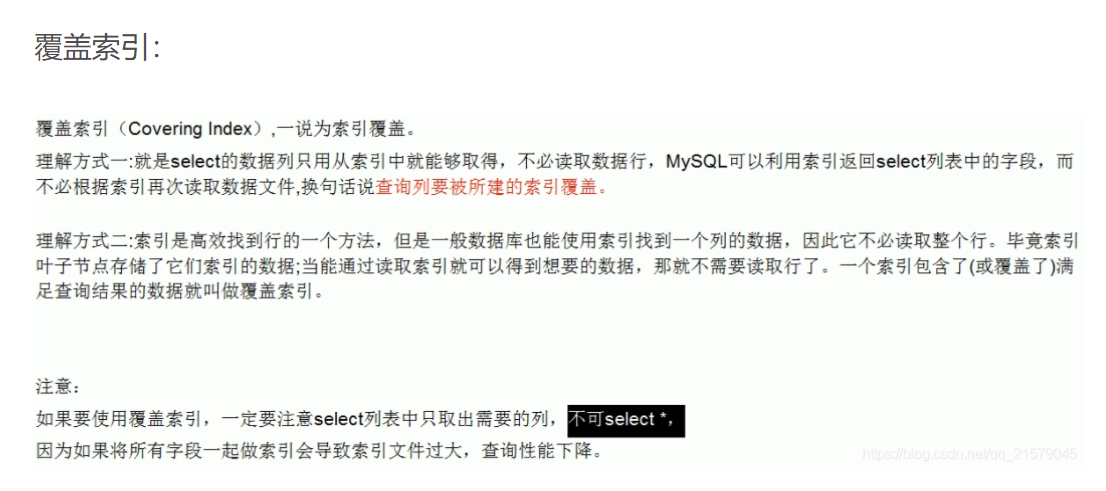 覆盖索引：
覆盖索引（Covering Index）,一说为索引覆盖。
理解方式一:就是select的数据列只用从索引中就能够取得，不必读取数据行，MySQL可以利用索引返回select列表中的字段，而
不必根据索引再次读取数据文件,换句话说查询列要被所建的索引覆盖。
理解方式二:索引是高效找到行的一个方法，但是一般数据库也能使用索引找到一个列的数据，因此它不必读取整个行。毕竟索引
叶子节点存储了它们索引的数据;当能通过读取索引就可以得到想要的数据，那就不需要读取行了。一个索引包含了(或覆盖了)满
足查询结果的数据就叫做覆盖索引。
注意：
如果要使用覆盖索引，一定要注意select列表中只取出需要的列，不可select *，
因为如果将所有字段一起做索引会导致索引文件过大，查询性能下降。
https://blog.csdn.net/qq_21579045